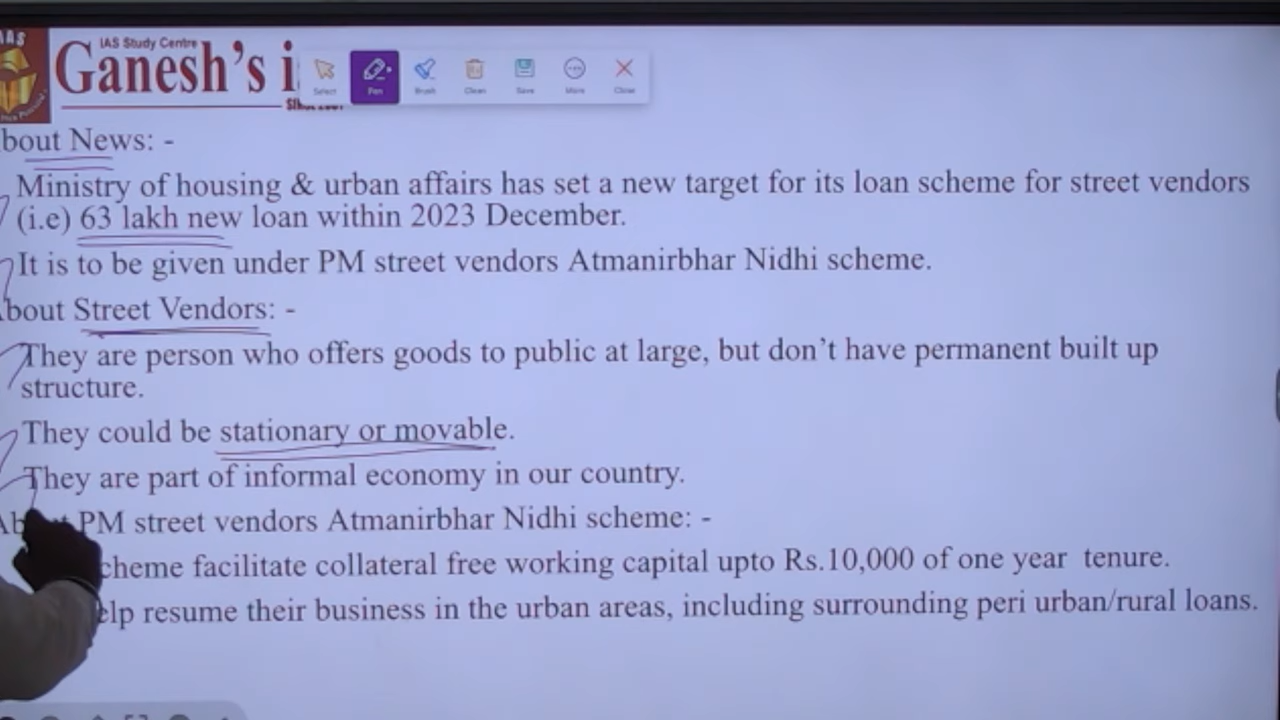 IAS
IAS Study Centre
Ganesh's i
Select Pen Brush Clean Save More Close
bout News: -
Ministry of housing & urban affairs has set a new target for its loan scheme for street vendors
(i.e) 63 lakh new loan within 2023 December.
It is to be given under PM street vendors Atmanirbhar Nidhi scheme.
bout Street Vendors: -
They are person who offers goods to public at large, but don't have permanent built up
structure.
They could be stationary or movable.
They are part of informal economy in our country.
PM street vendors Atmanirbhar Nidhi scheme: -
cheme facilitate collateral free working capital upto Rs.10,000 of one year tenure.
elp resume their business in the urban areas, including surrounding peri urban/rural loans.